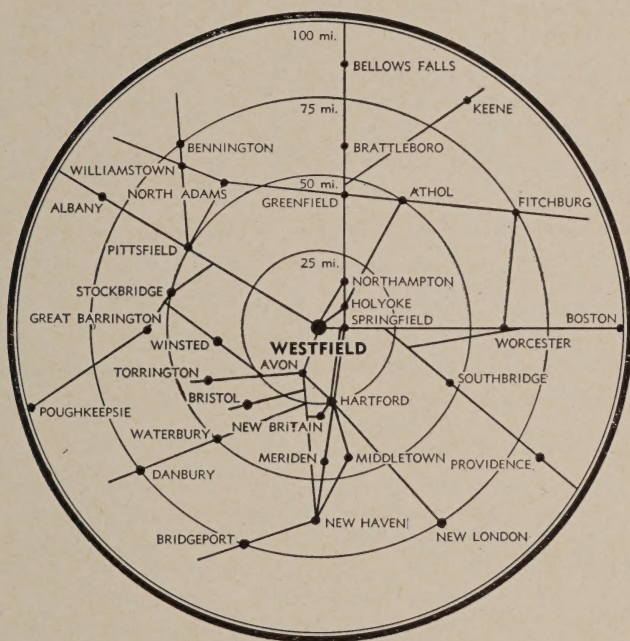 100 mi.
BELLOWS FALLS
75 mi.
KEENE
BENNINGTON
BRATTLEBORO
WILLIAMSTOWN
50 mi.
NORTH ADAMS
ATHOL
ALBANY
GREENFIELD
FITCHBURG
PITTSFIELD
25 mi.
NORTHAMPTON
STOCKBRIDGE
HOLYOKE
GREAT BARRINGTON
SPRINGFIELD
BOSTON
WINSTED
WESTFIELD
WORCESTER
AVON
TORRINGTON
SOUTHBRIDGE
BRISTOL
HARTFORD
POUGHKEEPSIE
NEW BRITAIN
WATERBURY
MERIDEN
MIDDLETOWN
PROVIDENCE
DANBURY
NEW HAVEN
NEW LONDON
BRIDGEPORT